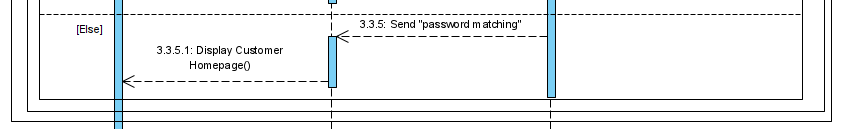 3.3.5: Send "password matching"
[Else]
3.3.5.1: Display Customer
Homepage()